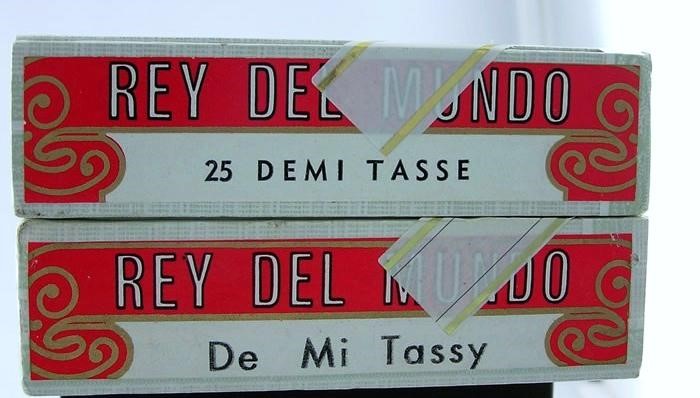 REY DEL MUNDO
25 DEMI TASSE
REY DEL MUNDO
De Mi Tassy